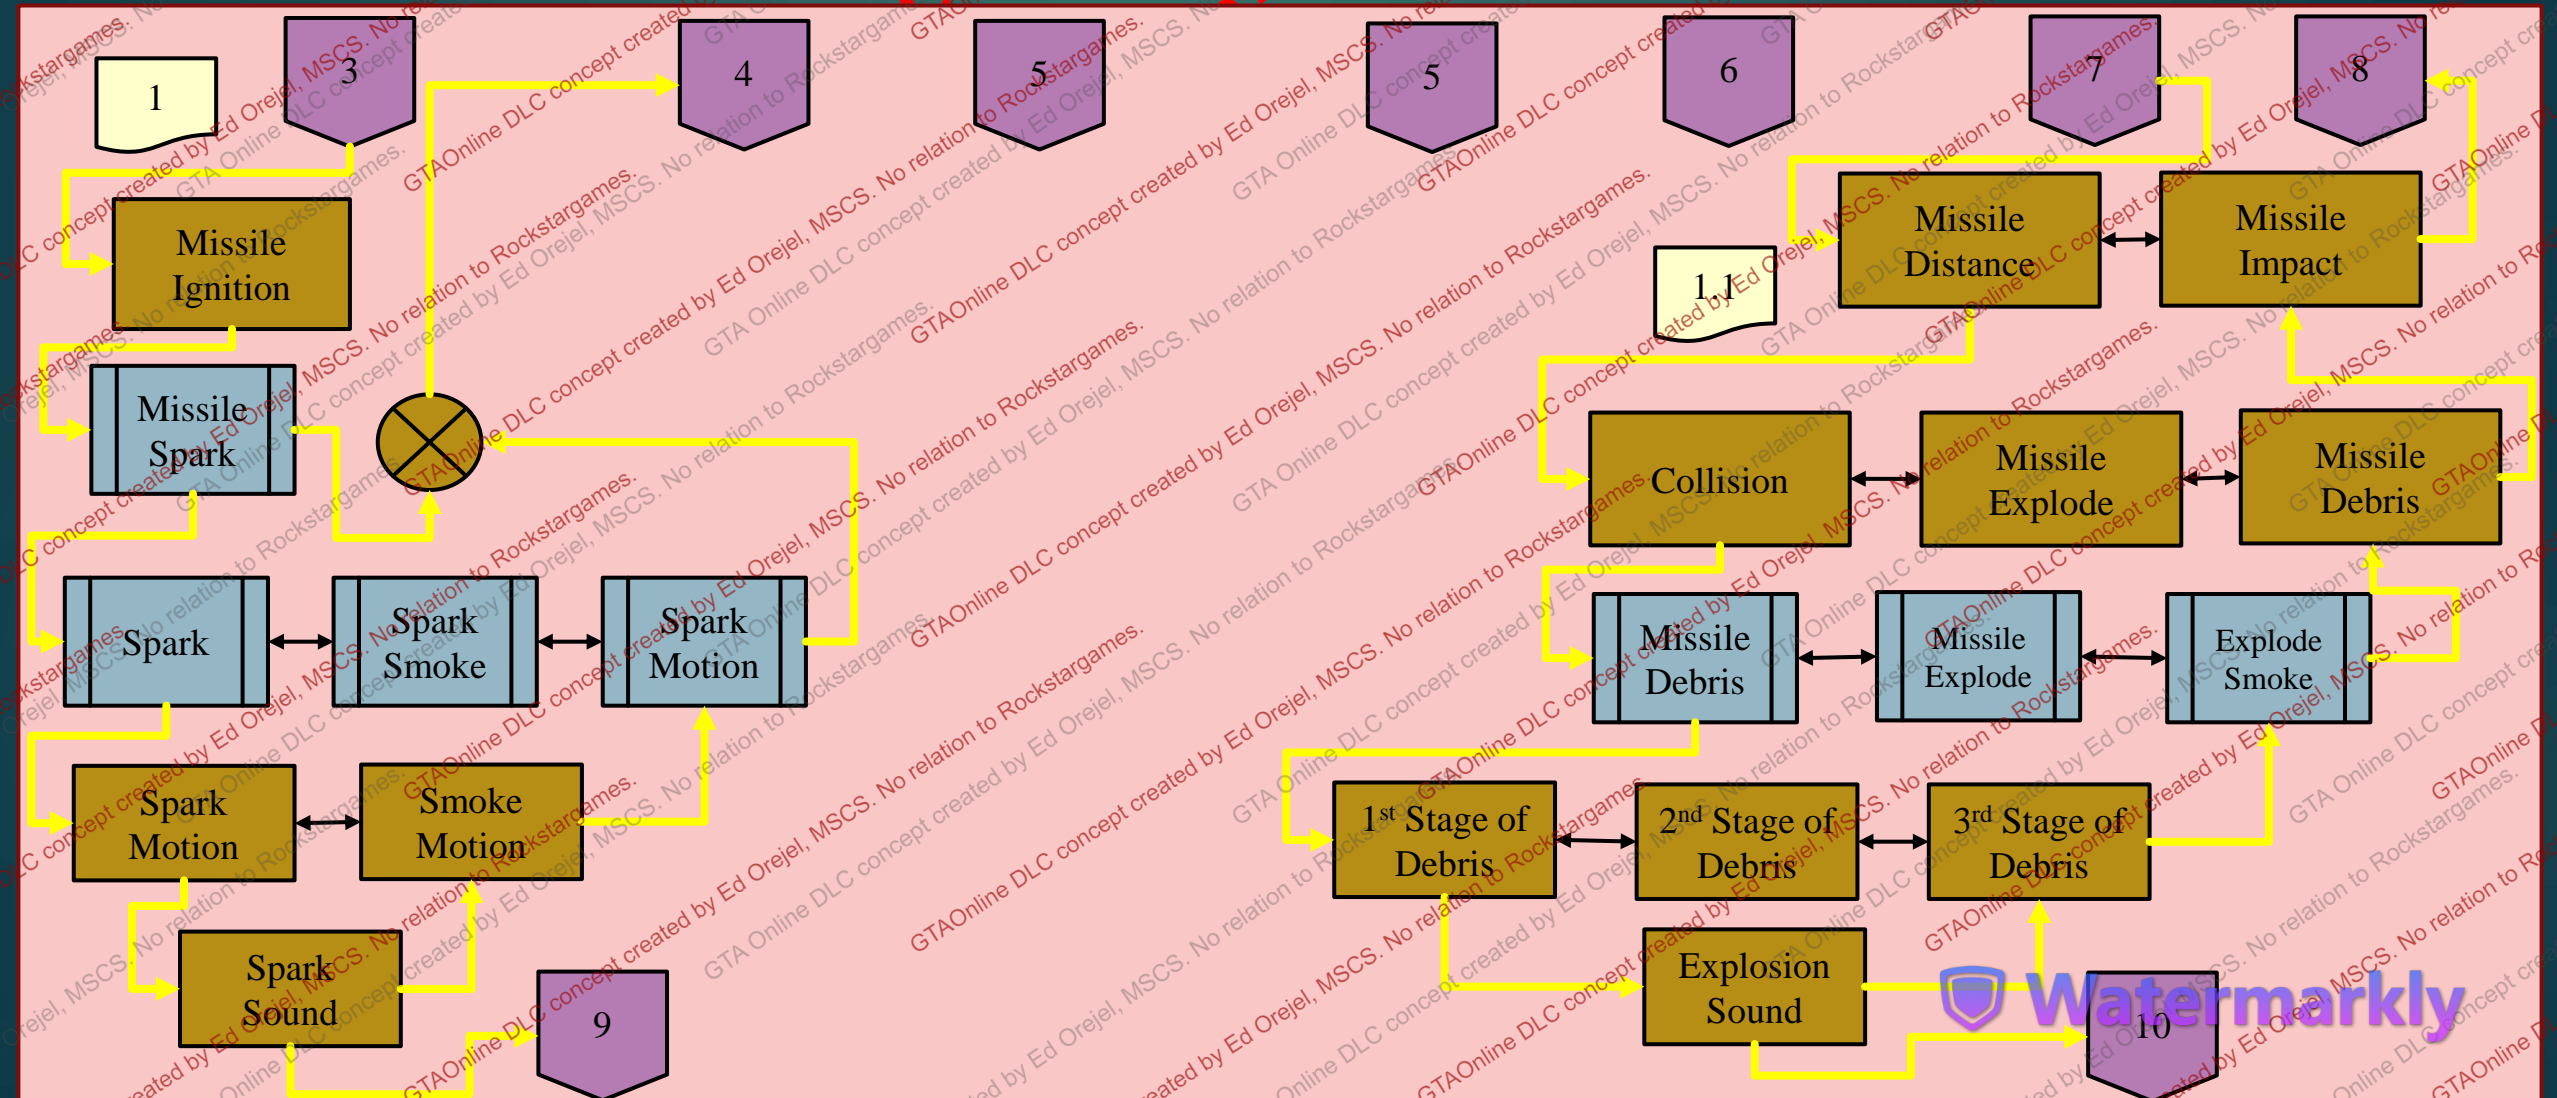 1
3
4
5
5
6
7
8
Missile
Ignition
Missile
Distance
Missile
Impact
1.1
Missile
Spark
Collision
Missile
Explode
Missile
Debris
Spark
Spark
Smoke
Spark
Motion
Missile
Debris
Missile
Explode
Explode
Smoke
Spark
Motion
Smoke
Motion
1st Stage of
Debris
2nd Stage of
Debris
3rd Stage of
Debris
Spark
Sound
9
Explosion
Sound
10
Watermarkly
GTAOnline DLC concept created by Ed Orejel, MSCS. No relation to Rockstargames.
GTA Online DLC concept created by Ed Orejel, MSCS. No relation to Rockstargames.